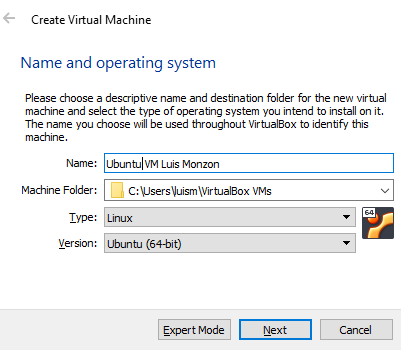 Create Virtual Machine
Name and operating system
Please choose a descriptive name and destination folder for the new virtual
machine and select the type of operating system you intend to install on it.
The name you choose will be used throughout VirtualBox to identify this
machine.
Name: Ubuntu VM Luis Monzon
Machine Folder: C:\Users\luism\VirtualBox VMs
Type: Linux
64
Version: Ubuntu (64-bit)
Expert Mode Next Cancel